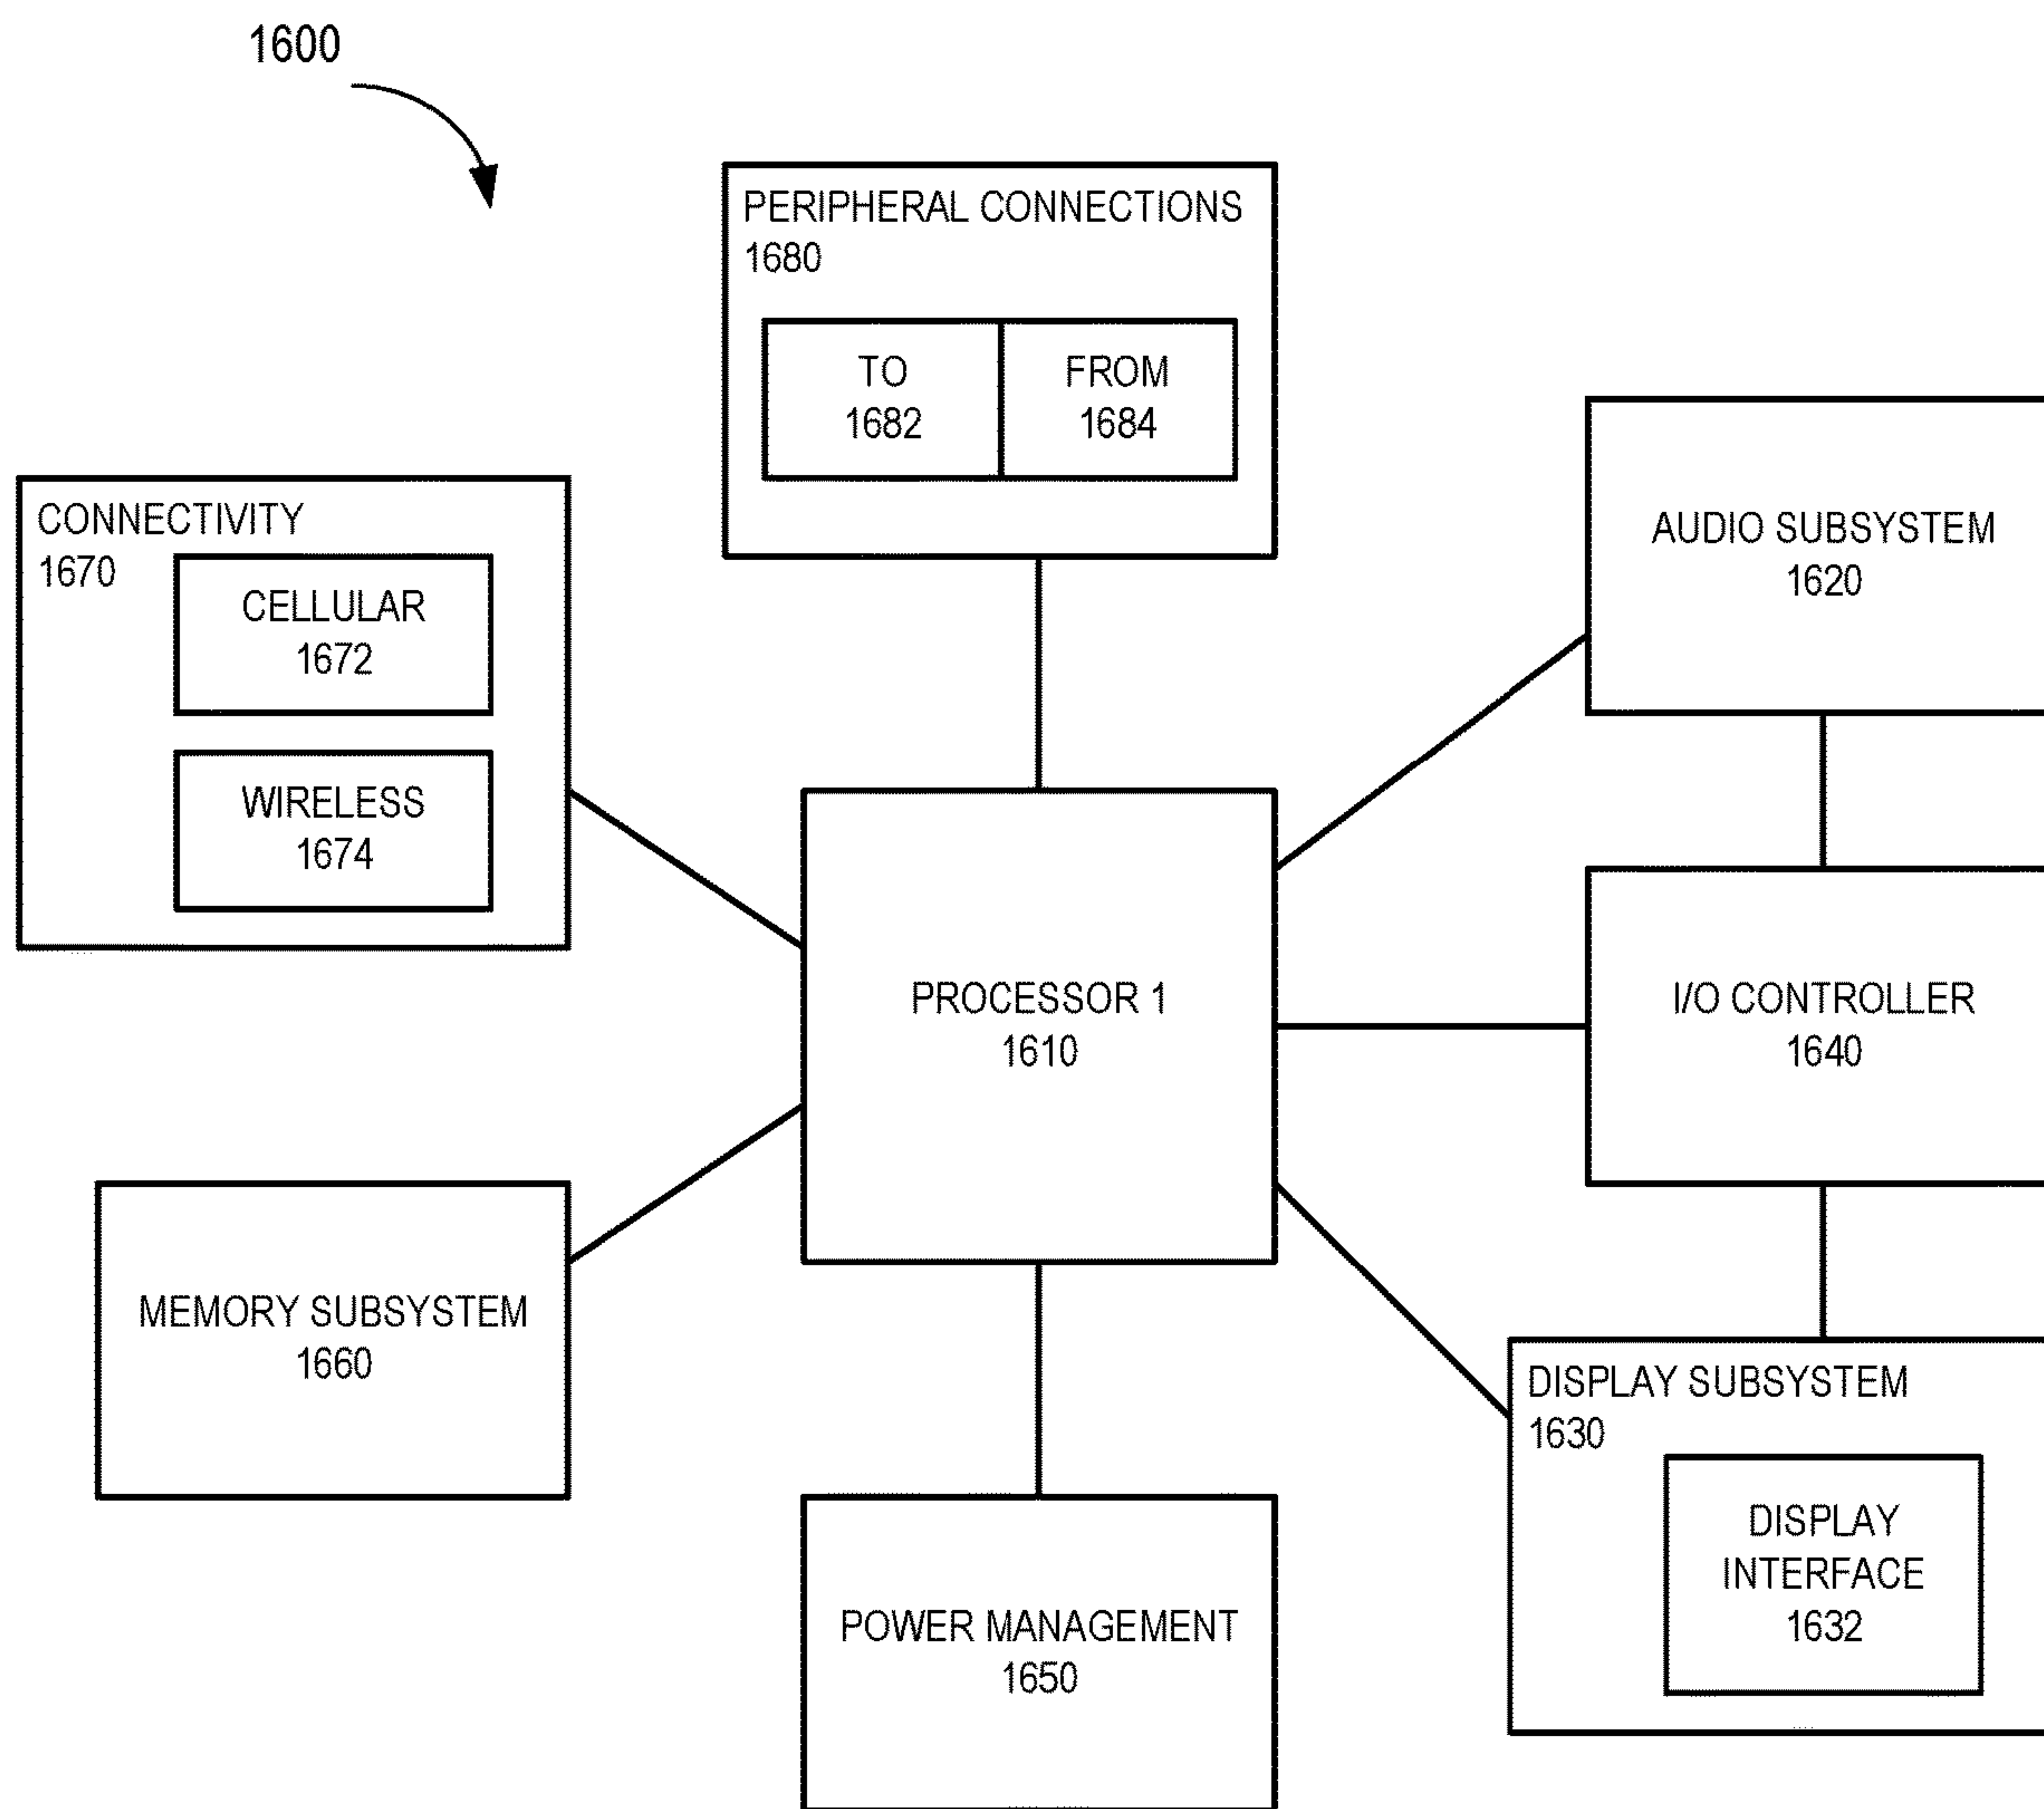 1600
PERIPHERAL CONNECTIONS
1680
TO
1682
FROM
1684
CONNECTIVITY
1670
CELLULAR
1672
WIRELESS
1674
AUDIO SUBSYSTEM
1620
PROCESSOR 1
1610
I/O CONTROLLER
1640
MEMORY SUBSYSTEM
1660
DISPLAY SUBSYSTEM
1630
DISPLAY
INTERFACE
1632
POWER MANAGEMENT
1650